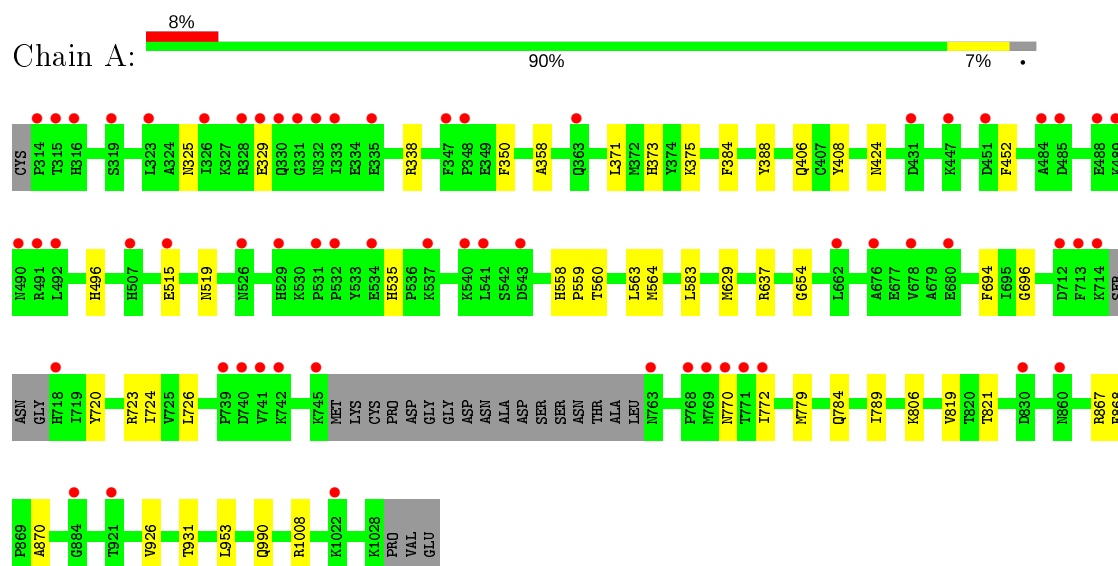 8%
Chain A:
90% 7% •
CYS P314 T315 H316 S319 L323 A324 N325 I326 K327 R328 E329 Q330 G331 N332 I333 E334 E335 R338 F347 P348 E349 F350 A358 Q363 L371 M372 H373 Y374 K375 F384 Y388 Q406 C407 Y408 N424 D431 K447 D451 F452 A484 D485 E488 K489
N490 R491 L492 H496 H507 E515 N519 N526 H529 K530 P531 P532 Y533 E534 H535 P536 K537 K540 L541 S542 D543 H558 P559 T560 L563 M564 L583 M629 R637 G654 L662 A676 E677 V678 A679 E680 F694 I695 G696 D712 F713 K714 SER
ASN GLY H718 I719 Y720 R723 I724 V725 L726 P739 D740 V741 K742 K745 MET LYS CYS PRO ASP GLY GLY ASP ASN ALA ASP SER SER ASN THR ALA LEU N763 P768 M769 N770 T771 I772 M779 Q784 I789 K806 V819 T820 T821 D830 N860 R867 E868
P869 A870 G884 T921 V926 T931 L953 Q990 R1008 K1022 K1028 PRO VAL GLU